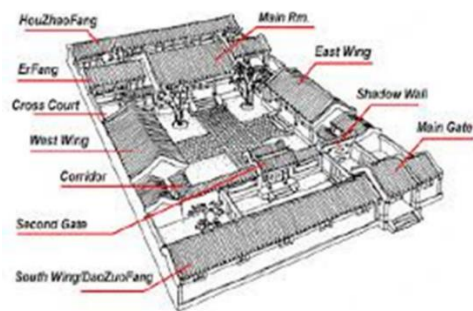 HouZhaoFang
Main Rm.
ErFang
East Wing
Cross Court
Shadow Wall
West Wing
Main Gate
Corridor
Second Gate
South Wing/DaoZuoFang